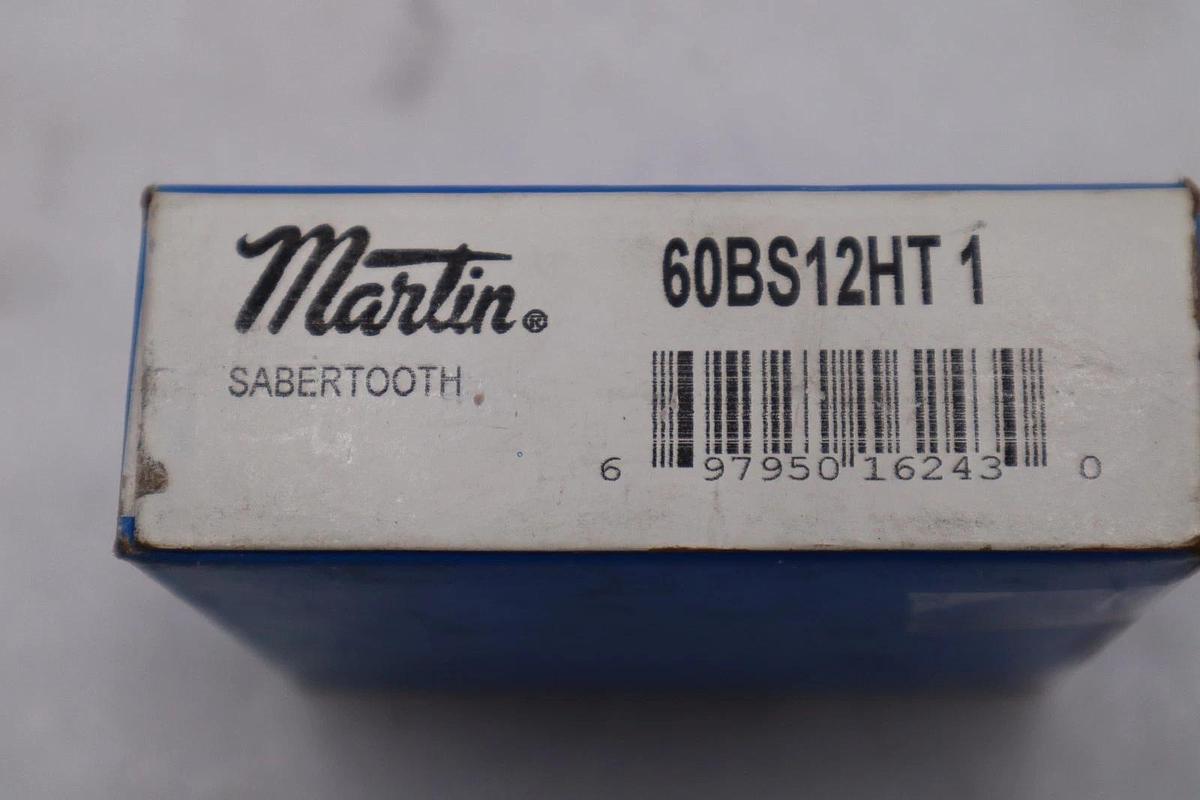 Martin®
SABERTOOTH
60BS12HT 1
6 97950 16243 0